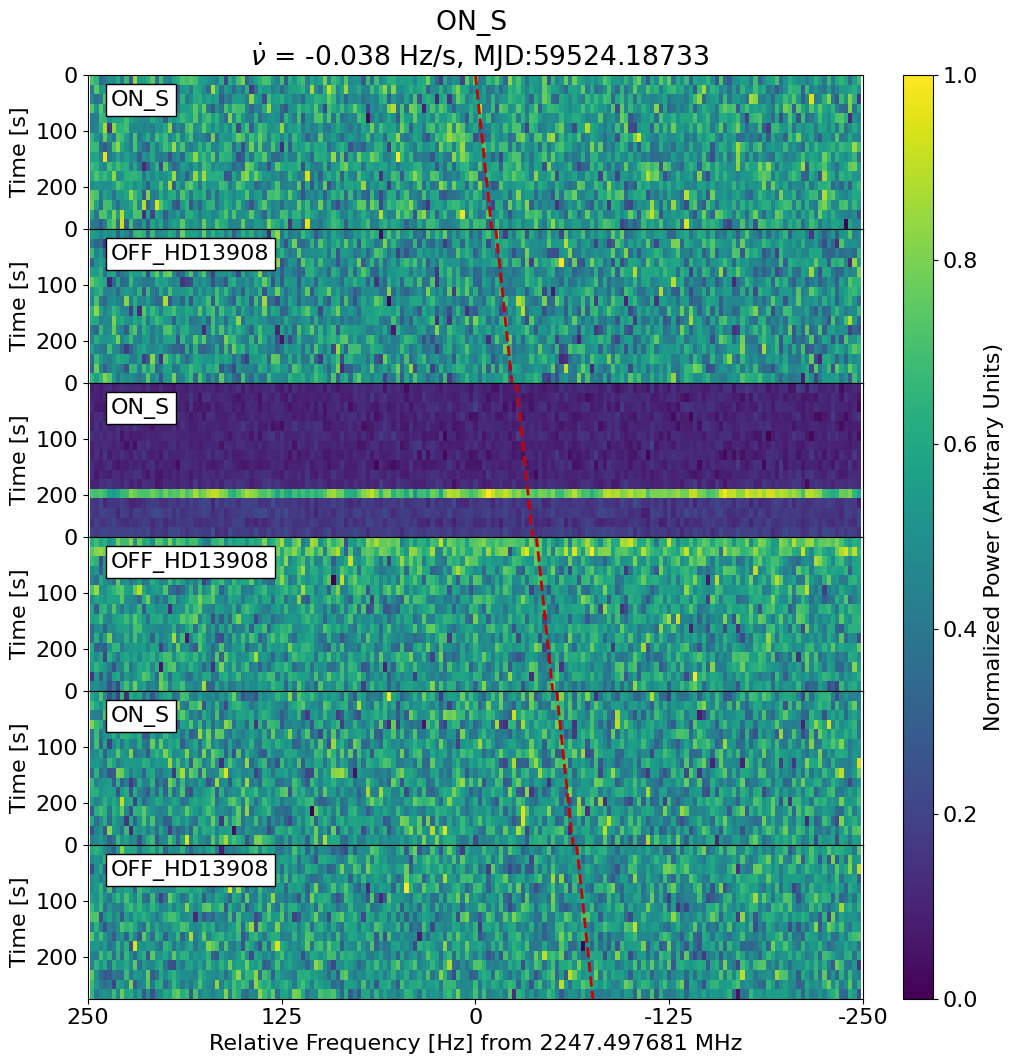 ON_S
ν̇ = -0.038 Hz/s, MJD:59524.18733
0
100
200
Time [s]
ON_S
0
100
200
Time [s]
OFF_HD13908
0
100
200
Time [s]
ON_S
0
100
200
Time [s]
OFF_HD13908
0
100
200
Time [s]
ON_S
0
100
200
Time [s]
OFF_HD13908
250 125 0 -125 -250
Relative Frequency [Hz] from 2247.497681 MHz
1.0
0.8
0.6
0.4
0.2
0.0
Normalized Power (Arbitrary Units)